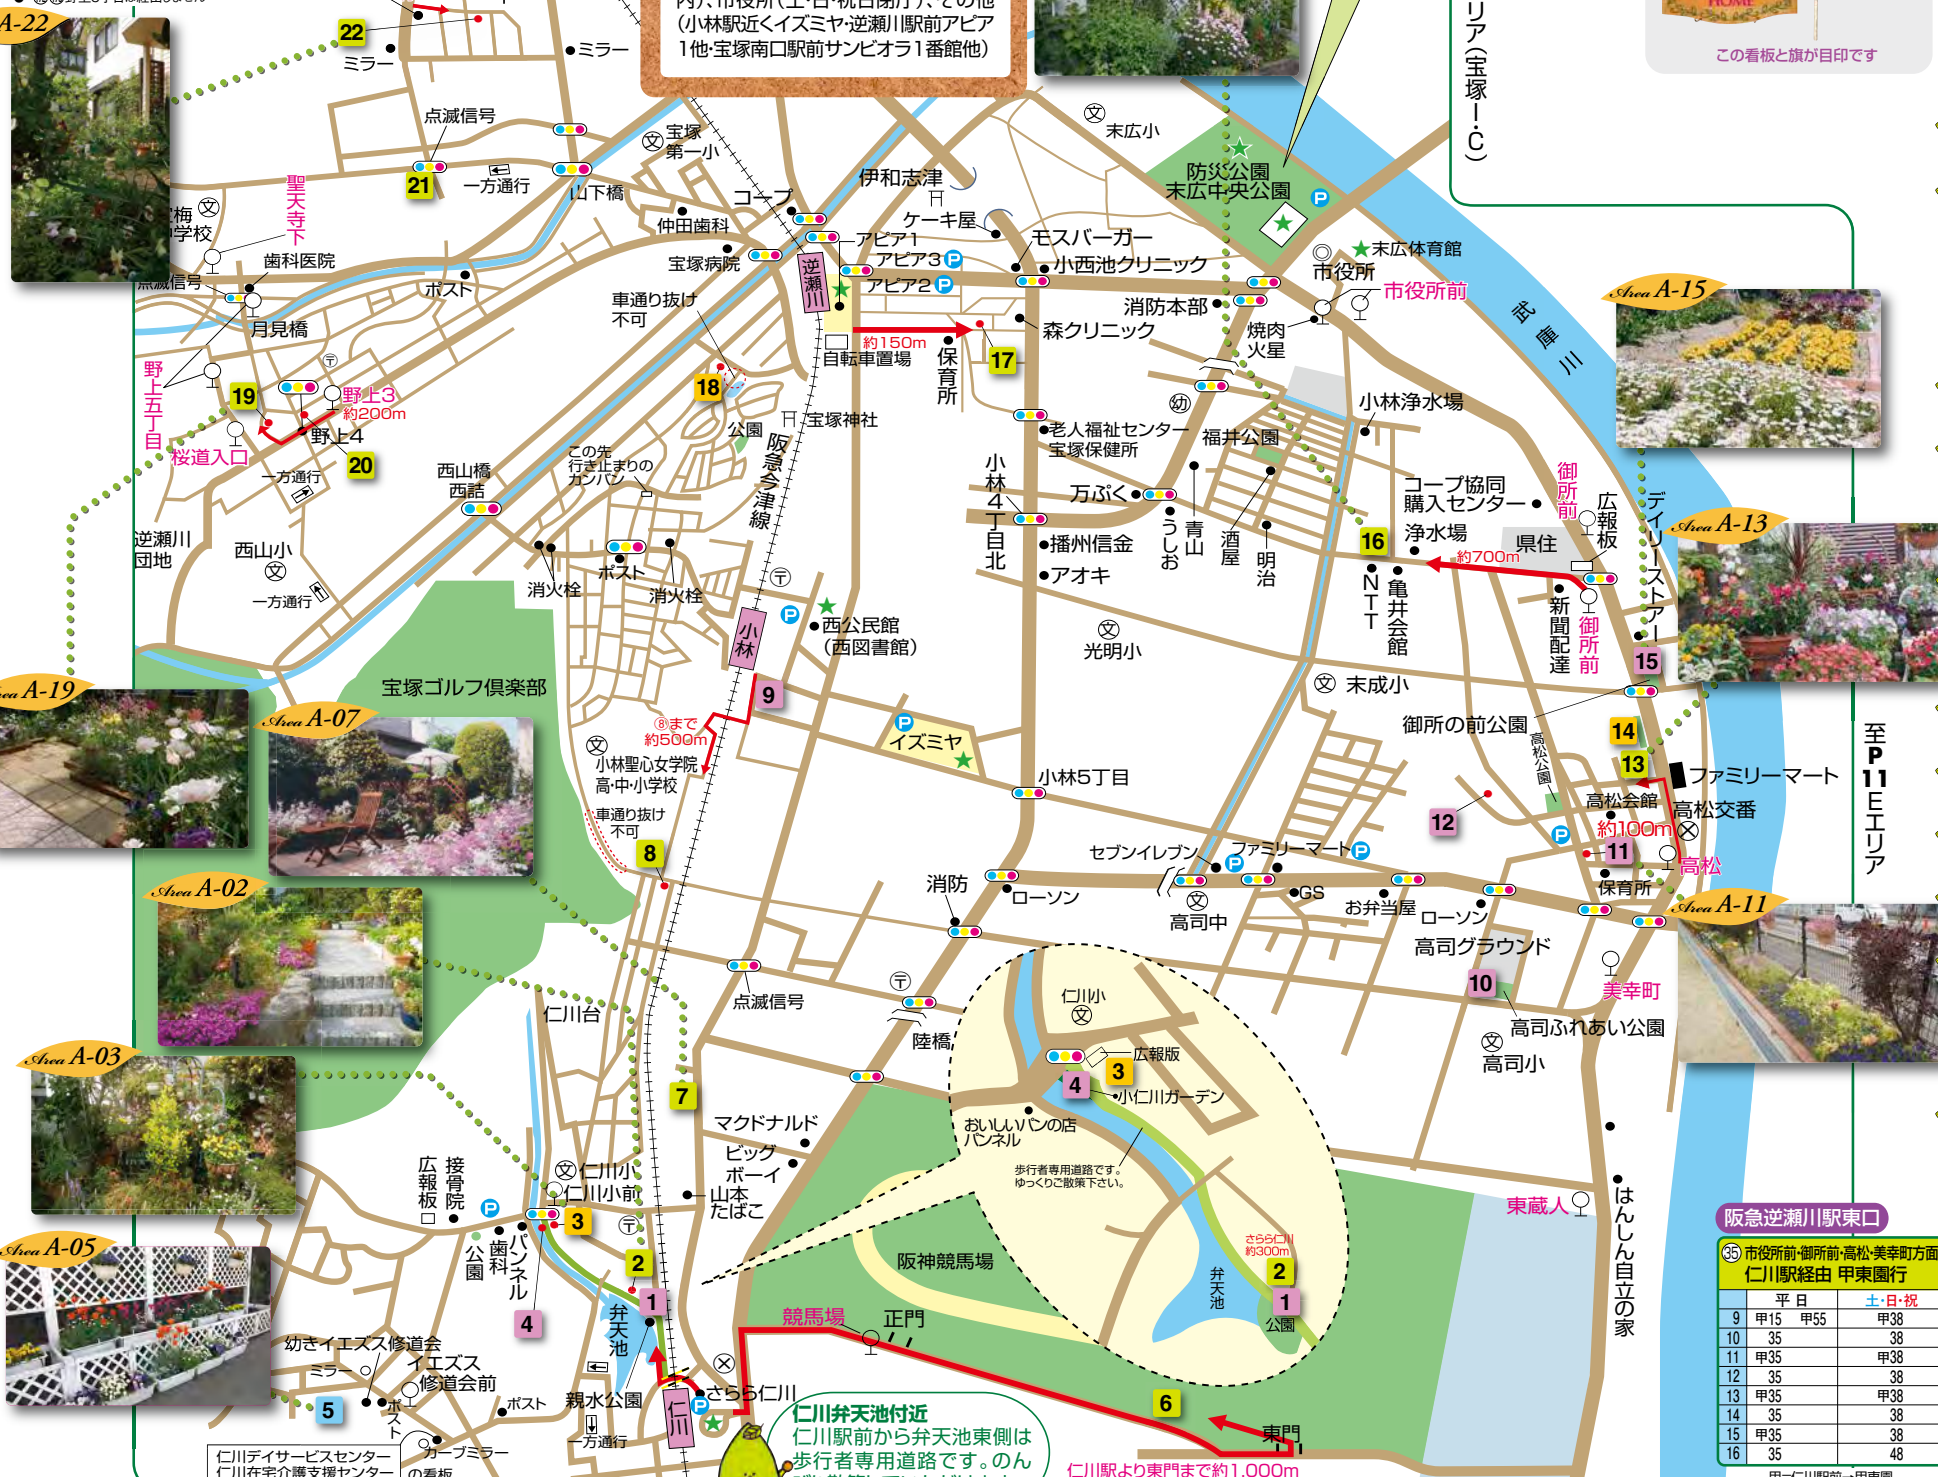 Area A-22
22
ミラー
ミラー
内)、市役所(土・日・祝日閉庁)、その他
(小林駅近くイズミヤ・逆瀬川駅前アピア
1他・宝塚南口駅前サンビオラ1番館他)
リア(宝塚I・C)
HOME
この看板と旗が目印です
点滅信号
21
一方通行
山下橋
宝塚
第一小
末広小
防災公園
末広中央公園
P
伊和志津
ケーキ屋
コープ
仲田歯科
宝塚病院
アピア1
アピア3 P
アピア2 P
逆瀬川
モスバーガー
小西池クリニック
市役所
末広体育館
市役所前
消防本部
焼肉
火星
武庫川
聖天寺下
歯科医院
点滅信号
月見橋
ポスト
車通り抜け
不可
自転車置場
約150m
保育所
17
森クリニック
野上五丁目
19
野上3
約200m
野上4
20
桜道入口
一方通行
18
公園
宝塚神社
阪急今津線
この先
行き止まりの
カンバン
西山橋
西詰
老人福祉センター
宝塚保健所
幼
福井公園
小林浄水場
小林4丁目北
万ぷく
うしお
青山
酒屋
明治
播州信金
アオキ
16
NTT
亀井会館
浄水場
コープ協同
購入センター
約700m
県住
御所前
広報板
新聞配達
御所前
デイリーストアー
15
Area A-15
Area A-13
逆瀬川
団地
西山小
一方通行
消火栓
ポスト
消火栓
小林
P
西公民館
(西図書館)
光明小
末成小
御所の前公園
高松公園
14
13
ファミリーマート
高松会館
高松交番
約100m
11
高松
保育所
12
P
至P11Eエリア
Area A-19
Area A-07
宝塚ゴルフ倶楽部
9
⑧まで
約500m
小林聖心女学院
高・中・小学校
車通り抜け
不可
8
P
イズミヤ
小林5丁目
セブンイレブン
P
ファミリーマート P
GS
お弁当屋
ローソン
高司中
高司グラウンド
10
高司ふれあい公園
高司小
美幸町
Area A-11
消防
ローソン
点滅信号
陸橋
Area A-02
Area A-03
Area A-05
仁川台
7
マクドナルド
ビッグ
ボーイ
山本
たばこ
仁川小
広報版
3
4
小仁川ガーデン
おいしいパンの店
パンネル
歩行者専用道路です。
ゆっくりご散策下さい。
さらら仁川
約300m
2
1
弁天池
公園
接骨院
広報板
P
仁川小
仁川小前
3
公園
歯科
パンネル
4
2
1
弁天池
親水公園
一方通行
幼きイエズス修道会
ミラー
イエズス
修道会前
ポスト
ポスト
5
カーブミラー
の看板
仁川デイサービスセンター
仁川在宅介護支援センター
仁川
P
さらら仁川
阪神競馬場
競馬場
正門
6
東門
仁川駅より東門まで約1,000m
仁川弁天池付近
仁川駅前から弁天池東側は
歩行者専用道路です。のん
東蔵人
はんしん自立の家
阪急逆瀬川駅東口
㉟ 市役所前・御所前・高松・美幸町方面
仁川駅経由 甲東園行
平 日 土・日・祝
9 甲15 甲55 甲38
10 35 38
11 甲35 甲38
12 35 38
13 甲35 甲38
14 35 38
15 甲35 38
16 35 48